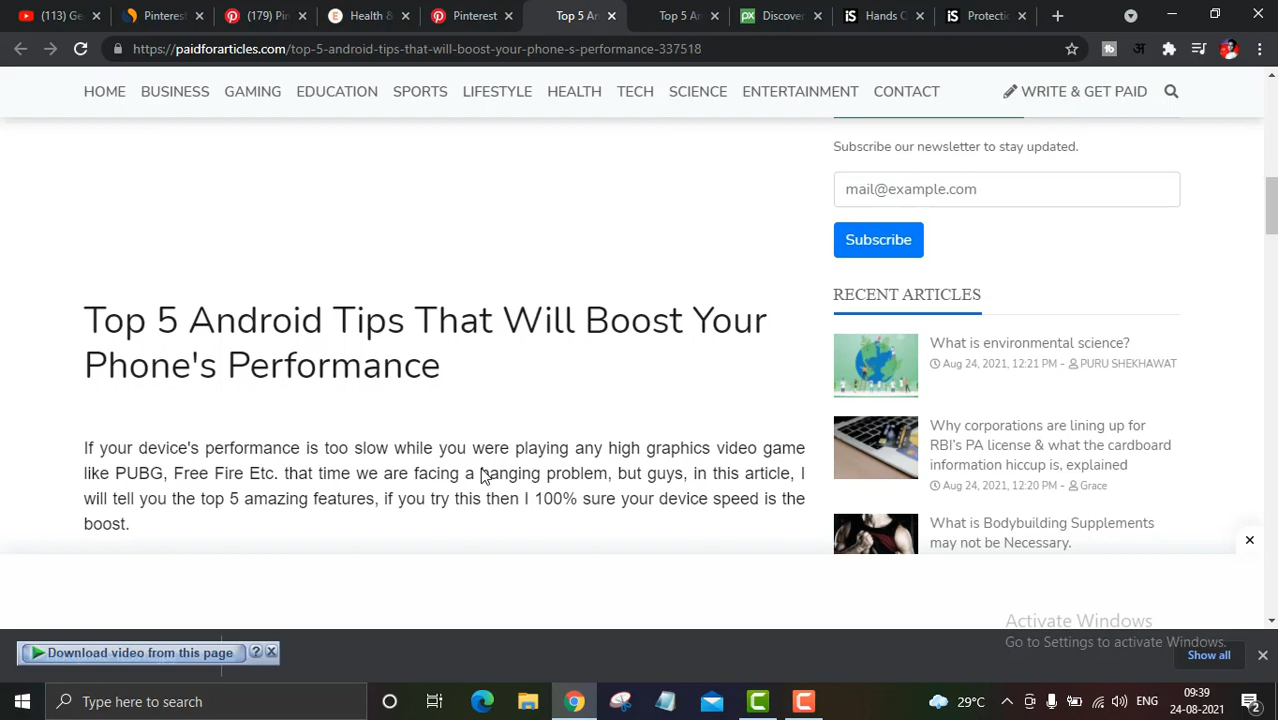 (113) Ge
Pinteres
(179) Pin
Health &
Pinterest
Top 5 An
Top 5 An
Discover
Hands C
Protectio
https://paidforarticles.com/top-5-android-tips-that-will-boost-your-phone-s-performance-337518
HOME BUSINESS GAMING EDUCATION SPORTS LIFESTYLE HEALTH TECH SCIENCE ENTERTAINMENT CONTACT WRITE & GET PAID
Top 5 Android Tips That Will Boost Your
Phone's Performance
If your device's performance is too slow while you were playing any high graphics video game
like PUBG, Free Fire Etc. that time we are facing a hanging problem, but guys, in this article, I
will tell you the top 5 amazing features, if you try this then I 100% sure your device speed is the
boost.
Subscribe our newsletter to stay updated.
mail@example.com
Subscribe
RECENT ARTICLES
What is environmental science?
Aug 24, 2021, 12:21 PM - PURU SHEKHAWAT
Why corporations are lining up for
RBI's PA license & what the cardboard
information hiccup is, explained
Aug 24, 2021, 12:20 PM - Grace
What is Bodybuilding Supplements
may not be Necessary.
Activate Windows
Go to Settings to activate Windows.
Download video from this page
Show all
Type here to search
29°C
ENG
09:39
24-08-2021
2